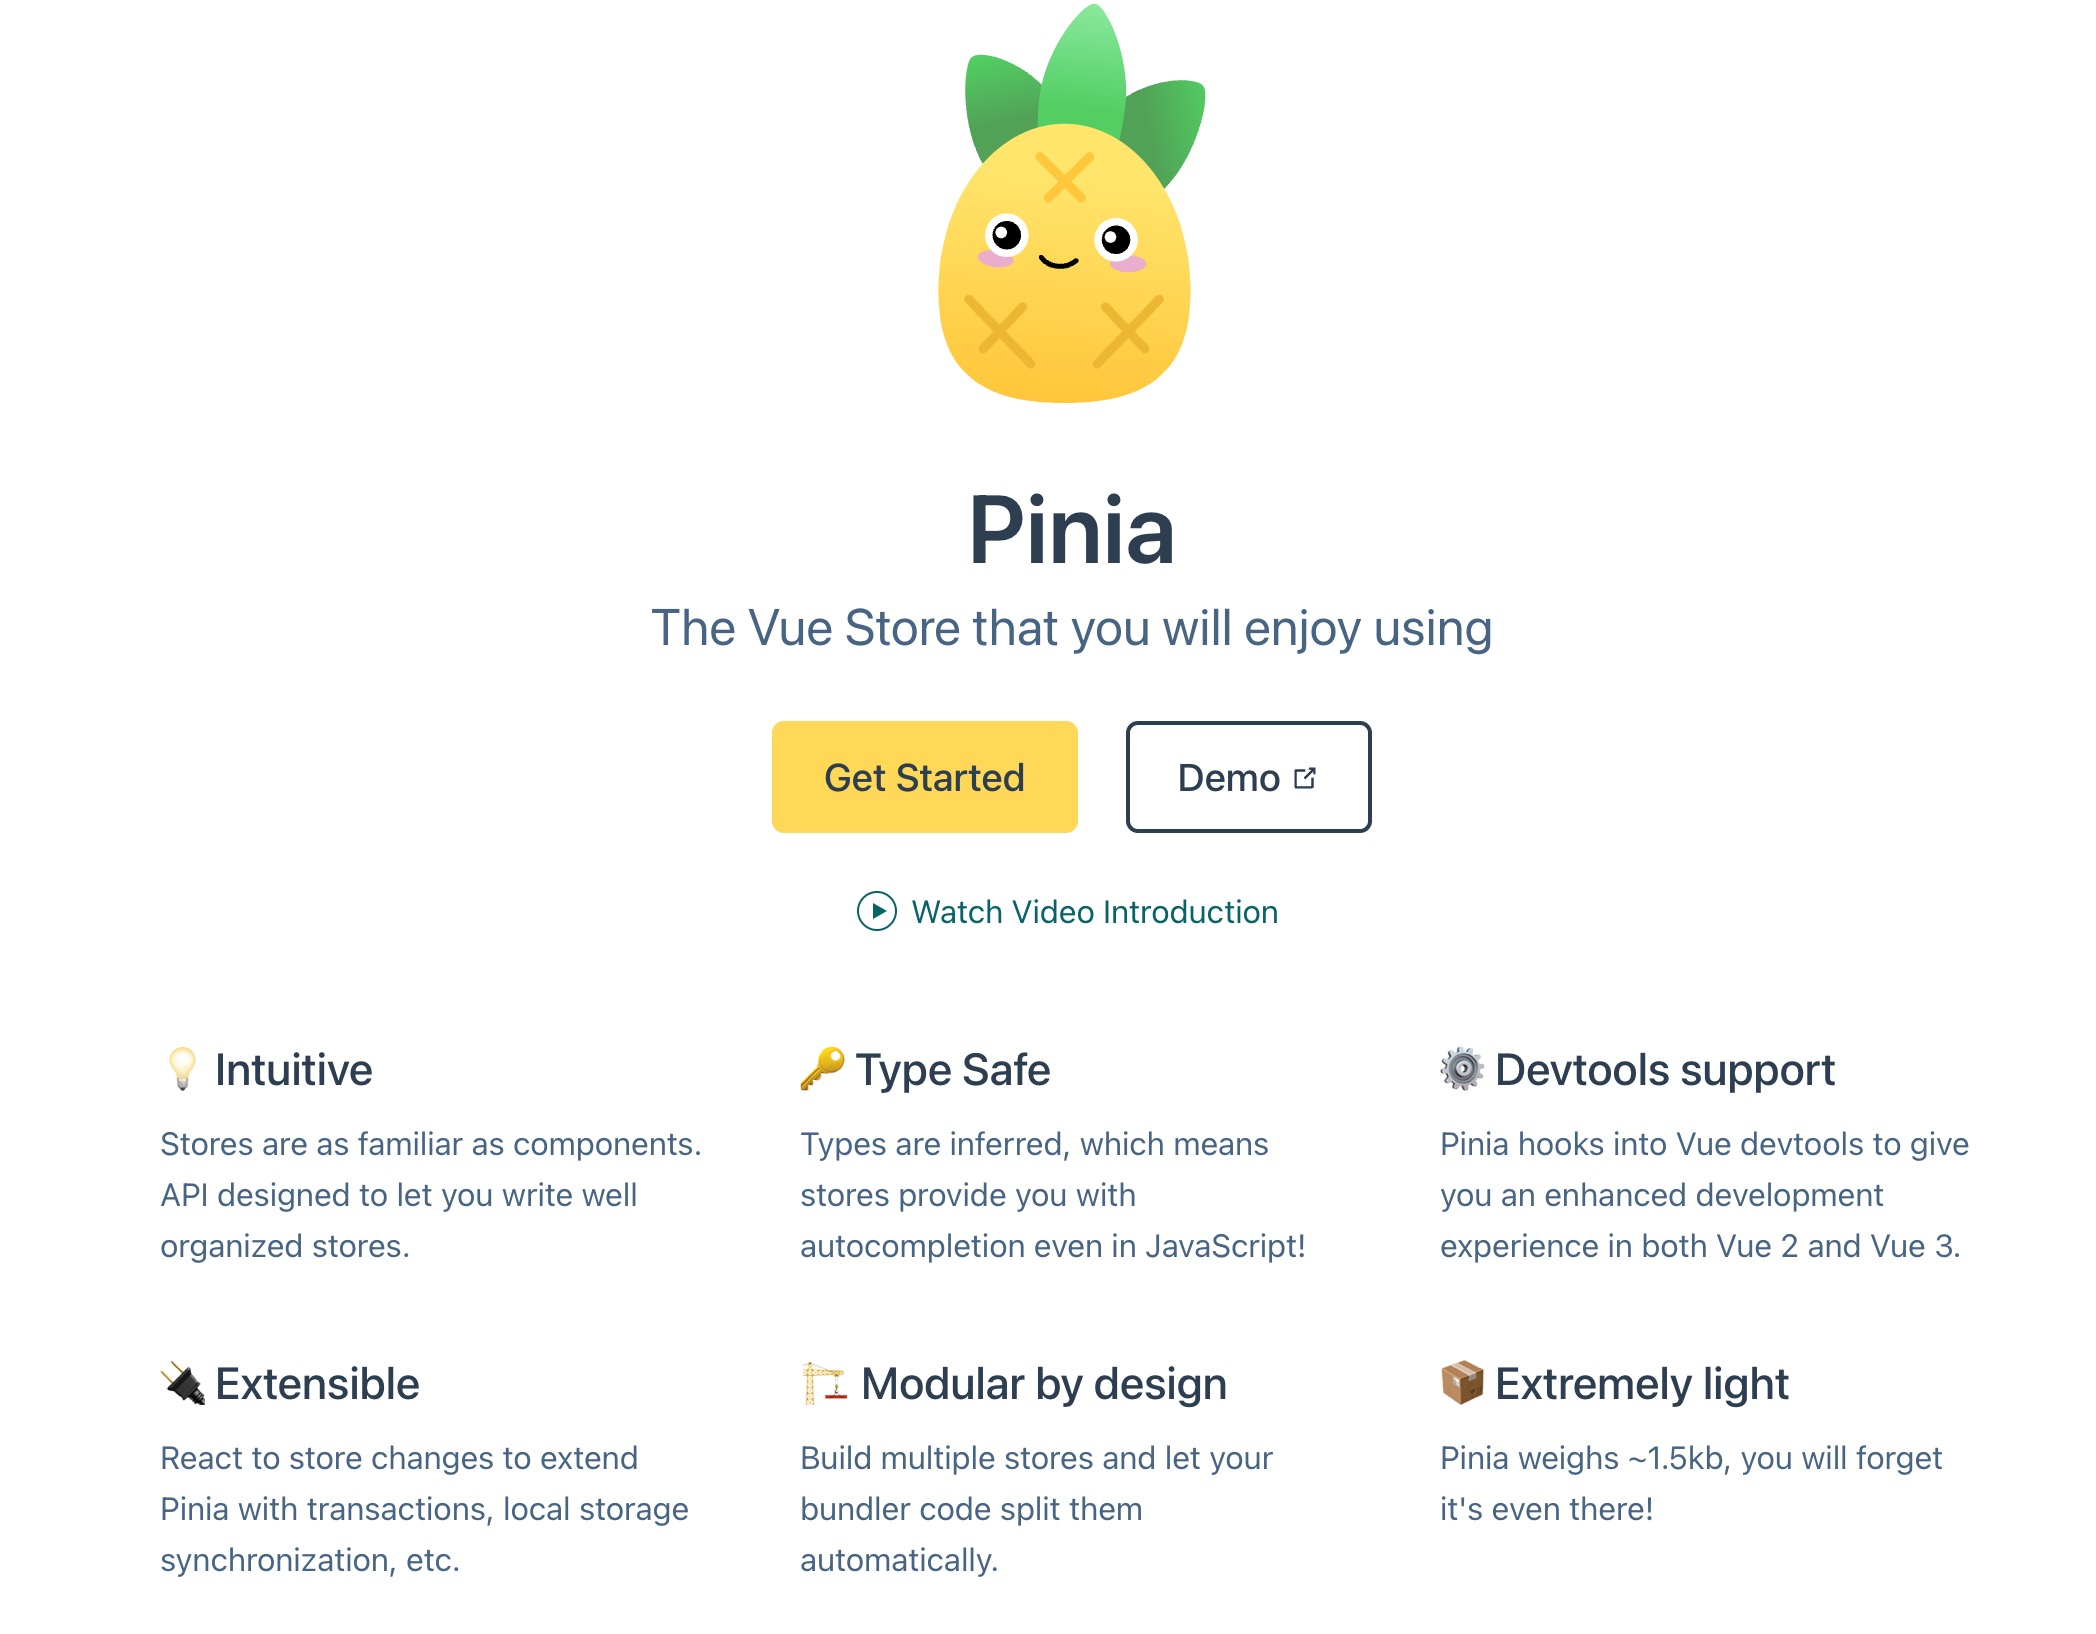 Pinia
The Vue Store that you will enjoy using
Get Started
Demo
Watch Video Introduction
Intuitive
Stores are as familiar as components.
API designed to let you write well
organized stores.
Type Safe
Types are inferred, which means
stores provide you with
autocompletion even in JavaScript!
Devtools support
Pinia hooks into Vue devtools to give
you an enhanced development
experience in both Vue 2 and Vue 3.
Extensible
React to store changes to extend
Pinia with transactions, local storage
synchronization, etc.
Modular by design
Build multiple stores and let your
bundler code split them
automatically.
Extremely light
Pinia weighs ~1.5kb, you will forget
it's even there!